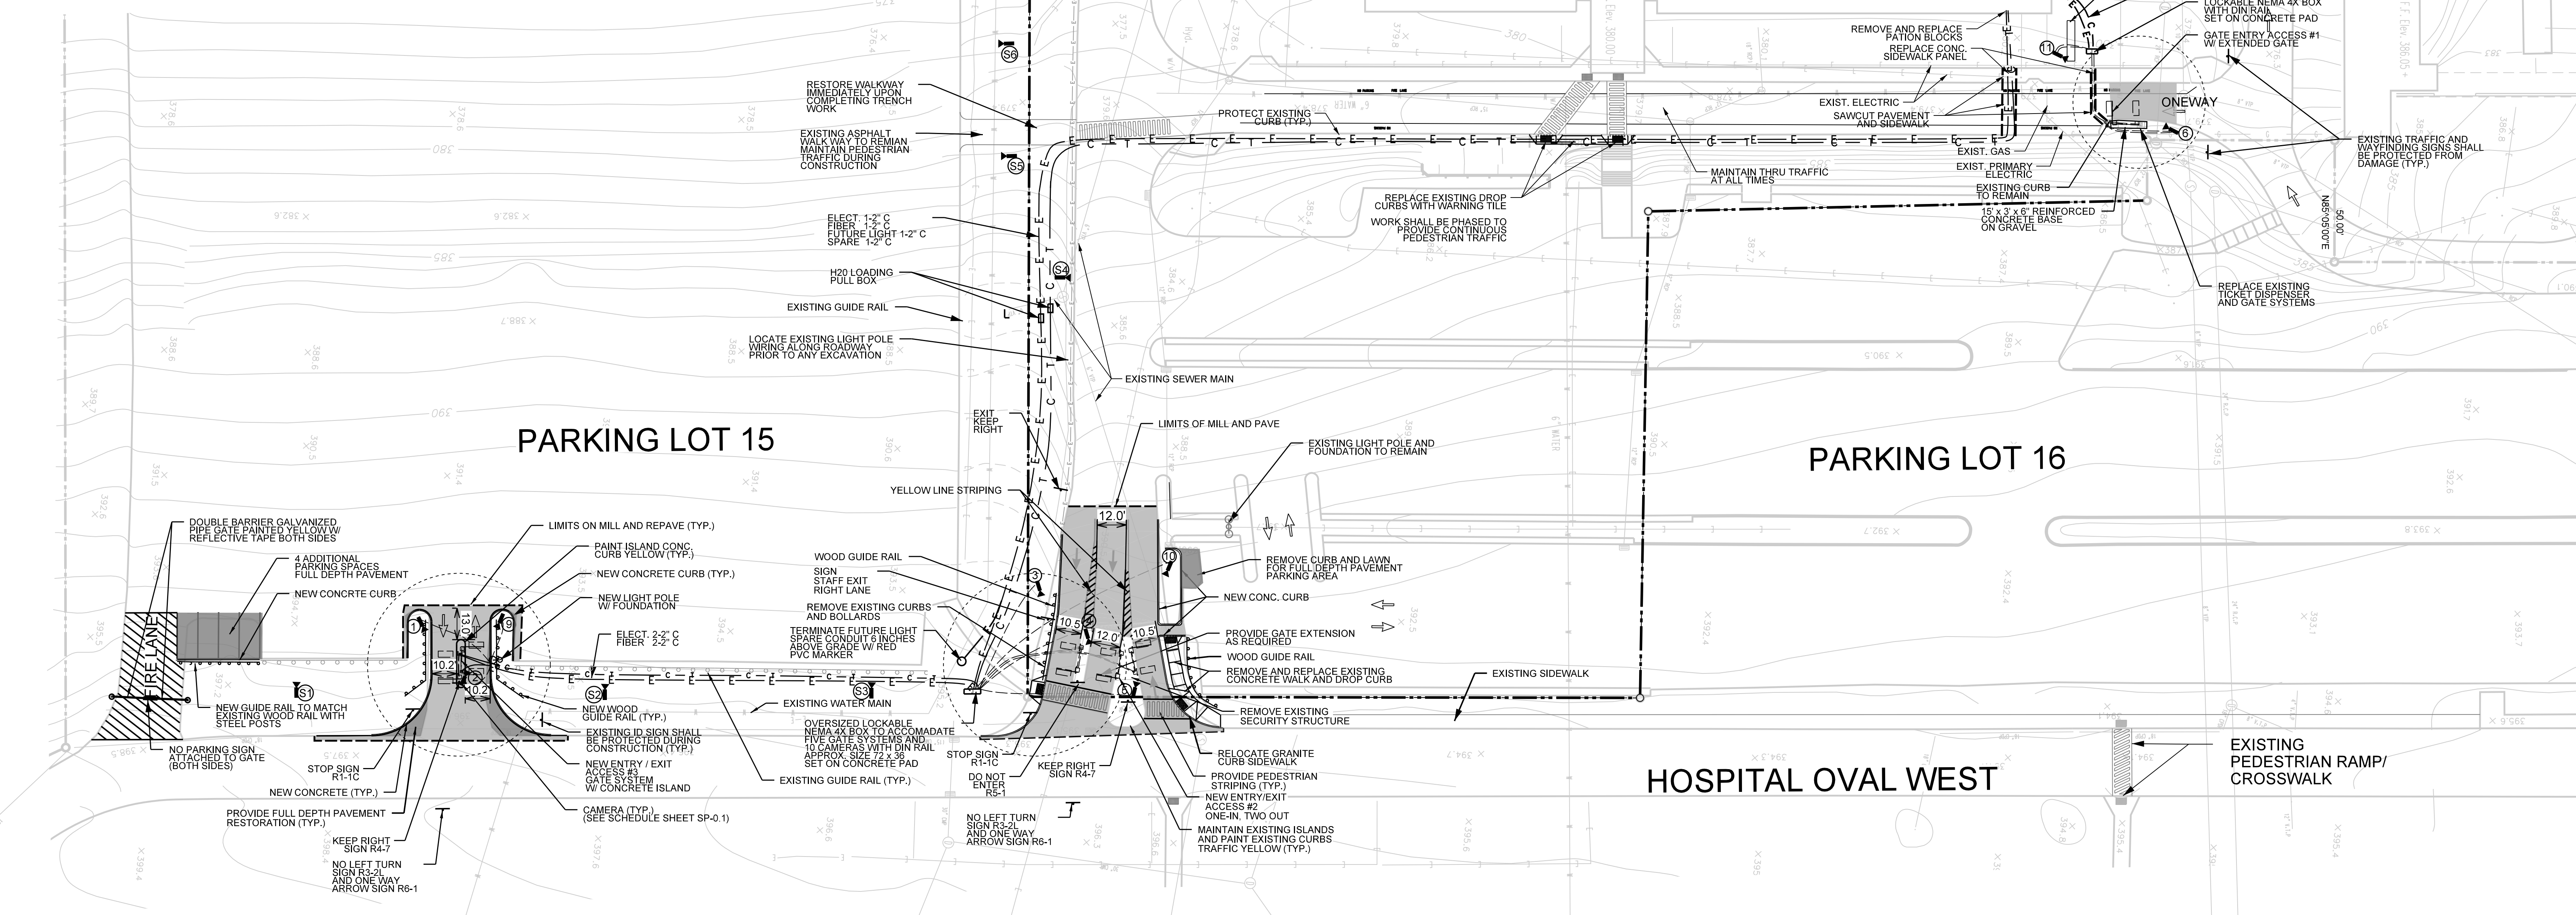 LOCKABLE NEMA 4X BOX
WITH DIN RAIL
SET ON CONCRETE PAD
GATE ENTRY ACCESS #1
W/ EXTENDED GATE
REMOVE AND REPLACE
PATION BLOCKS
REPLACE CONC.
SIDEWALK PANEL
11
ONEWAY
6
EXIST. ELECTRIC
SAWCUT PAVEMENT
AND SIDEWALK
EXIST. GAS
EXIST. PRIMARY
ELECTRIC
EXISTING CURB
TO REMAIN
15' x 3' x 6" REINFORCED
CONCRETE BASE
ON GRAVEL
EXISTING TRAFFIC AND
WAYFINDING SIGNS SHALL
BE PROTECTED FROM
DAMAGE (TYP.)
50.00'
N85°05'00"E
REPLACE EXISTING
TICKET DISPENSER
AND GATE SYSTEMS
S6
RESTORE WALKWAY
IMMEDIATELY UPON
COMPLETING TRENCH
WORK
EXISTING ASPHALT
WALK WAY TO REMIAN
MAINTAIN PEDESTRIAN
TRAFFIC DURING
CONSTRUCTION
S5
PROTECT EXISTING
CURB (TYP.)
MAINTAIN THRU TRAFFIC
AT ALL TIMES
REPLACE EXISTING DROP
CURBS WITH WARNING TILE
WORK SHALL BE PHASED TO
PROVIDE CONTINUOUS
PEDESTRIAN TRAFFIC
ELECT. 1-2" C
FIBER 1-2" C
FUTURE LIGHT 1-2" C
SPARE 1-2" C
S4
H20 LOADING
PULL BOX
EXISTING GUIDE RAIL
LOCATE EXISTING LIGHT POLE
WIRING ALONG ROADWAY
PRIOR TO ANY EXCAVATION
EXISTING SEWER MAIN
PARKING LOT 15
PARKING LOT 16
EXIT
KEEP
RIGHT
LIMITS OF MILL AND PAVE
EXISTING LIGHT POLE AND
FOUNDATION TO REMAIN
YELLOW LINE STRIPING
DOUBLE BARRIER GALVANIZED
PIPE GATE PAINTED YELLOW W/
REFLECTIVE TAPE BOTH SIDES
4 ADDITIONAL
PARKING SPACES
FULL DEPTH PAVEMENT
NEW CONCRTE CURB
LIMITS ON MILL AND REPAVE (TYP.)
PAINT ISLAND CONC.
CURB YELLOW (TYP.)
NEW CONCRETE CURB (TYP.)
NEW LIGHT POLE
W/ FOUNDATION
ELECT. 2-2" C
FIBER 2-2" C
WOOD GUIDE RAIL
SIGN
STAFF EXIT
RIGHT LANE
REMOVE EXISTING CURBS
AND BOLLARDS
TERMINATE FUTURE LIGHT
SPARE CONDUIT 6 INCHES
ABOVE GRADE W/ RED
PVC MARKER
12.0'
10
3
10.5'
12.0'
10.5'
5
REMOVE CURB AND LAWN
FOR FULL DEPTH PAVEMENT
PARKING AREA
NEW CONC. CURB
PROVIDE GATE EXTENSION
AS REQUIRED
WOOD GUIDE RAIL
REMOVE AND REPLACE EXISTING
CONCRETE WALK AND DROP CURB
REMOVE EXISTING
SECURITY STRUCTURE
EXISTING SIDEWALK
FIRE LANE
1
13.0'
9
10.2'
2
10.2'
S1
S2
S3
NEW GUIDE RAIL TO MATCH
EXISTING WOOD RAIL WITH
STEEL POSTS
NO PARKING SIGN
ATTACHED TO GATE
(BOTH SIDES)
STOP SIGN
R1-1C
NEW CONCRETE (TYP.)
PROVIDE FULL DEPTH PAVEMENT
RESTORATION (TYP.)
KEEP RIGHT
SIGN R4-7
NO LEFT TURN
SIGN R3-2L
AND ONE WAY
ARROW SIGN R6-1
NEW WOOD
GUIDE RAIL (TYP.)
EXISTING ID SIGN SHALL
BE PROTECTED DURING
CONSTRUCTION (TYP.)
NEW ENTRY / EXIT
ACCESS #3
GATE SYSTEM
W/ CONCRETE ISLAND
CAMERA (TYP.)
(SEE SCHEDULE SHEET SP-0.1)
EXISTING WATER MAIN
OVERSIZED LOCKABLE
NEMA 4X BOX TO ACCOMADATE
FIVE GATE SYSTEMS AND
10 CAMERAS WITH DIN RAIL
APPROX. SIZE 72 x 36
SET ON CONCRETE PAD
EXISTING GUIDE RAIL (TYP.)
STOP SIGN
R1-1C
DO NOT
ENTER
R5-1
KEEP RIGHT
SIGN R4-7
NO LEFT TURN
SIGN R3-2L
AND ONE WAY
ARROW SIGN R6-1
RELOCATE GRANITE
CURB SIDEWALK
PROVIDE PEDESTRIAN
STRIPING (TYP.)
NEW ENTRY/EXIT
ACCESS #2
ONE-IN, TWO OUT
MAINTAIN EXISTING ISLANDS
AND PAINT EXISTING CURBS
TRAFFIC YELLOW (TYP.)
HOSPITAL OVAL WEST
EXISTING
PEDESTRIAN RAMP/
CROSSWALK